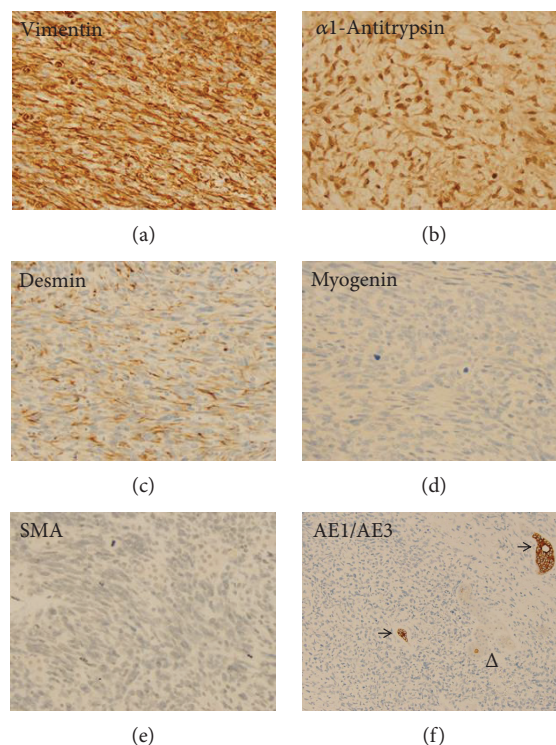 Vimentin
α1-Antitrypsin
(a)
(b)
Desmin
Myogenin
(c)
(d)
SMA
AE1/AE3
Δ
(e)
(f)